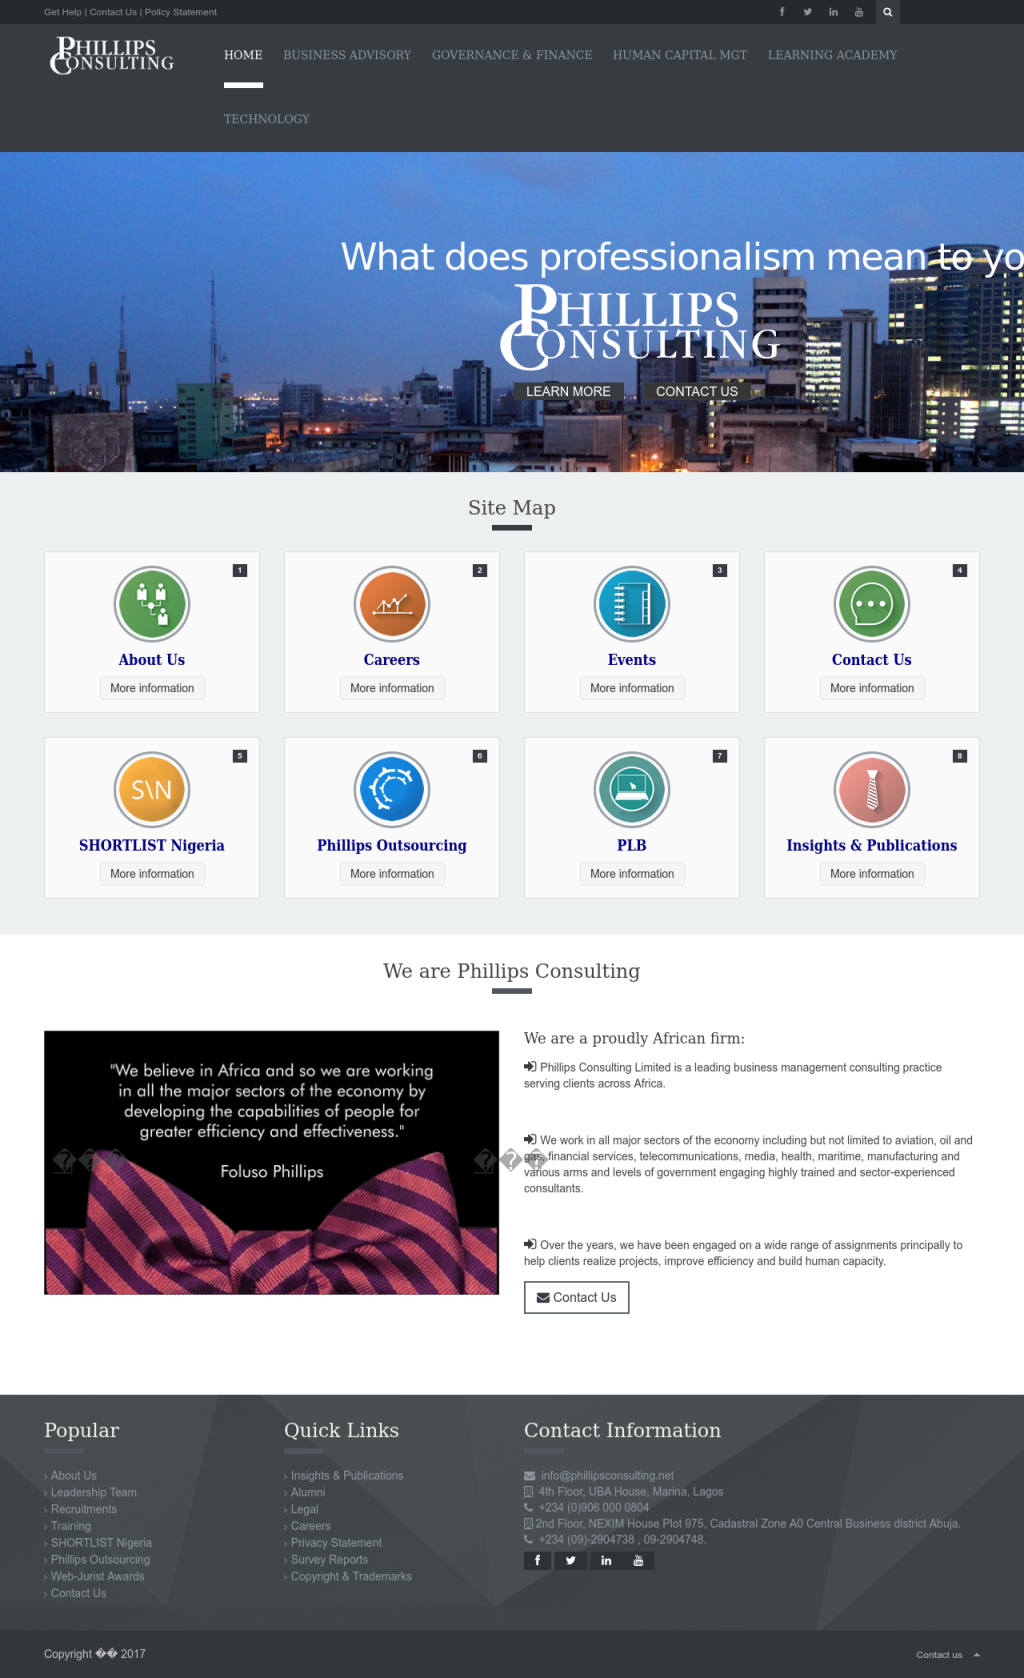 Get Help | Contact Us | Policy Statement
PHILLIPS
CONSULTING
HOME BUSINESS ADVISORY GOVERNANCE & FINANCE HUMAN CAPITAL MGT LEARNING ACADEMY
TECHNOLOGY
What does professionalism mean to yo
PHILLIPS
CONSULTING
LEARN MORE CONTACT US
Site Map
1 2 3 4
About Us Careers Events Contact Us
More information More information More information More information
5 6 7 8
S\N
SHORTLIST Nigeria Phillips Outsourcing PLB Insights & Publications
More information More information More information More information
We are Phillips Consulting
"We believe in Africa and so we are working
in all the major sectors of the economy by
developing the capabilities of people for
greater efficiency and effectiveness."
Foluso Phillips
We are a proudly African firm:
Phillips Consulting Limited is a leading business management consulting practice
serving clients across Africa.
We work in all major sectors of the economy including but not limited to aviation, oil and
gas, financial services, telecommunications, media, health, maritime, manufacturing and
various arms and levels of government engaging highly trained and sector-experienced
consultants.
Over the years, we have been engaged on a wide range of assignments principally to
help clients realize projects, improve efficiency and build human capacity.
Contact Us
Popular
› About Us
› Leadership Team
› Recruitments
› Training
› SHORTLIST Nigeria
› Phillips Outsourcing
› Web-Jurist Awards
› Contact Us
Quick Links
› Insights & Publications
› Alumni
› Legal
› Careers
› Privacy Statement
› Survey Reports
› Copyright & Trademarks
Contact Information
info@phillipsconsulting.net
4th Floor, UBA House, Marina, Lagos
+234 (0)906 000 0804
2nd Floor, NEXIM House Plot 975, Cadastral Zone A0 Central Business district Abuja.
+234 (09)-2904738 , 09-2904748.
Copyright �� 2017
Contact us